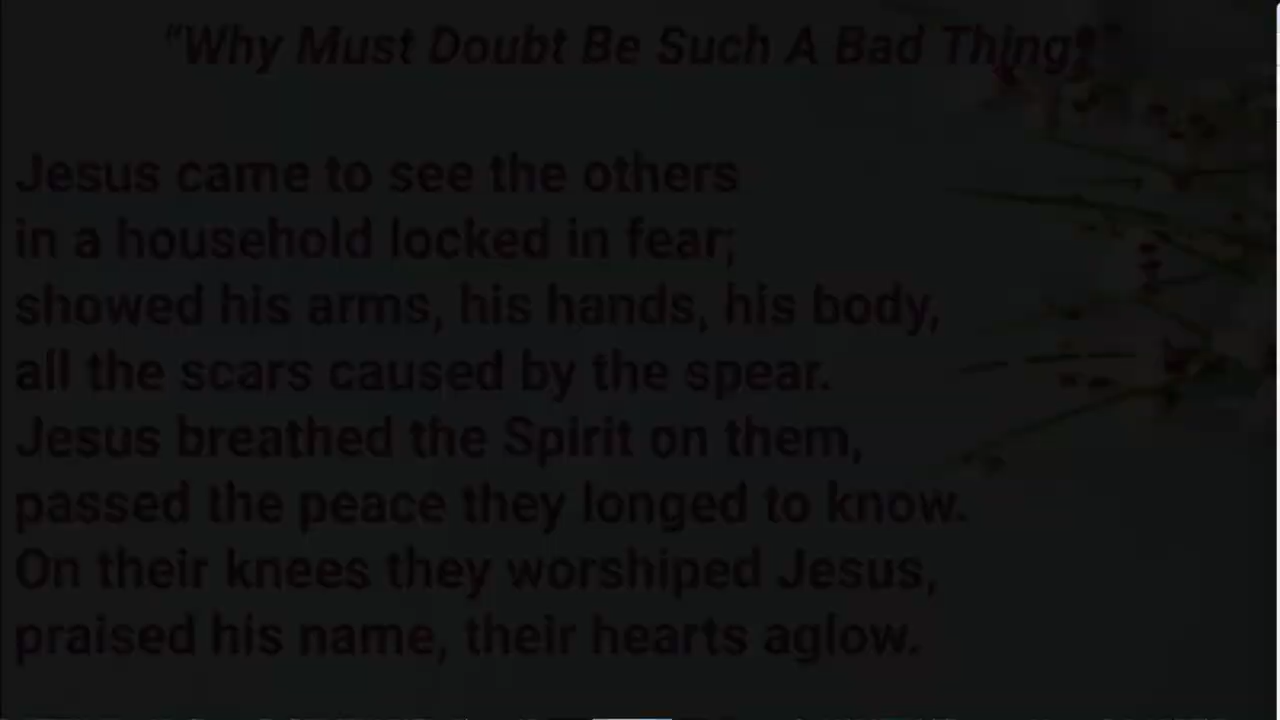 "Why Must Doubt Be Such A Bad Thing?"
Jesus came to see the others
in a household locked in fear;
showed his arms, his hands, his body,
all the scars caused by the spear.
Jesus breathed the Spirit on them,
passed the peace they longed to know.
On their knees they worshiped Jesus,
praised his name, their hearts aglow.